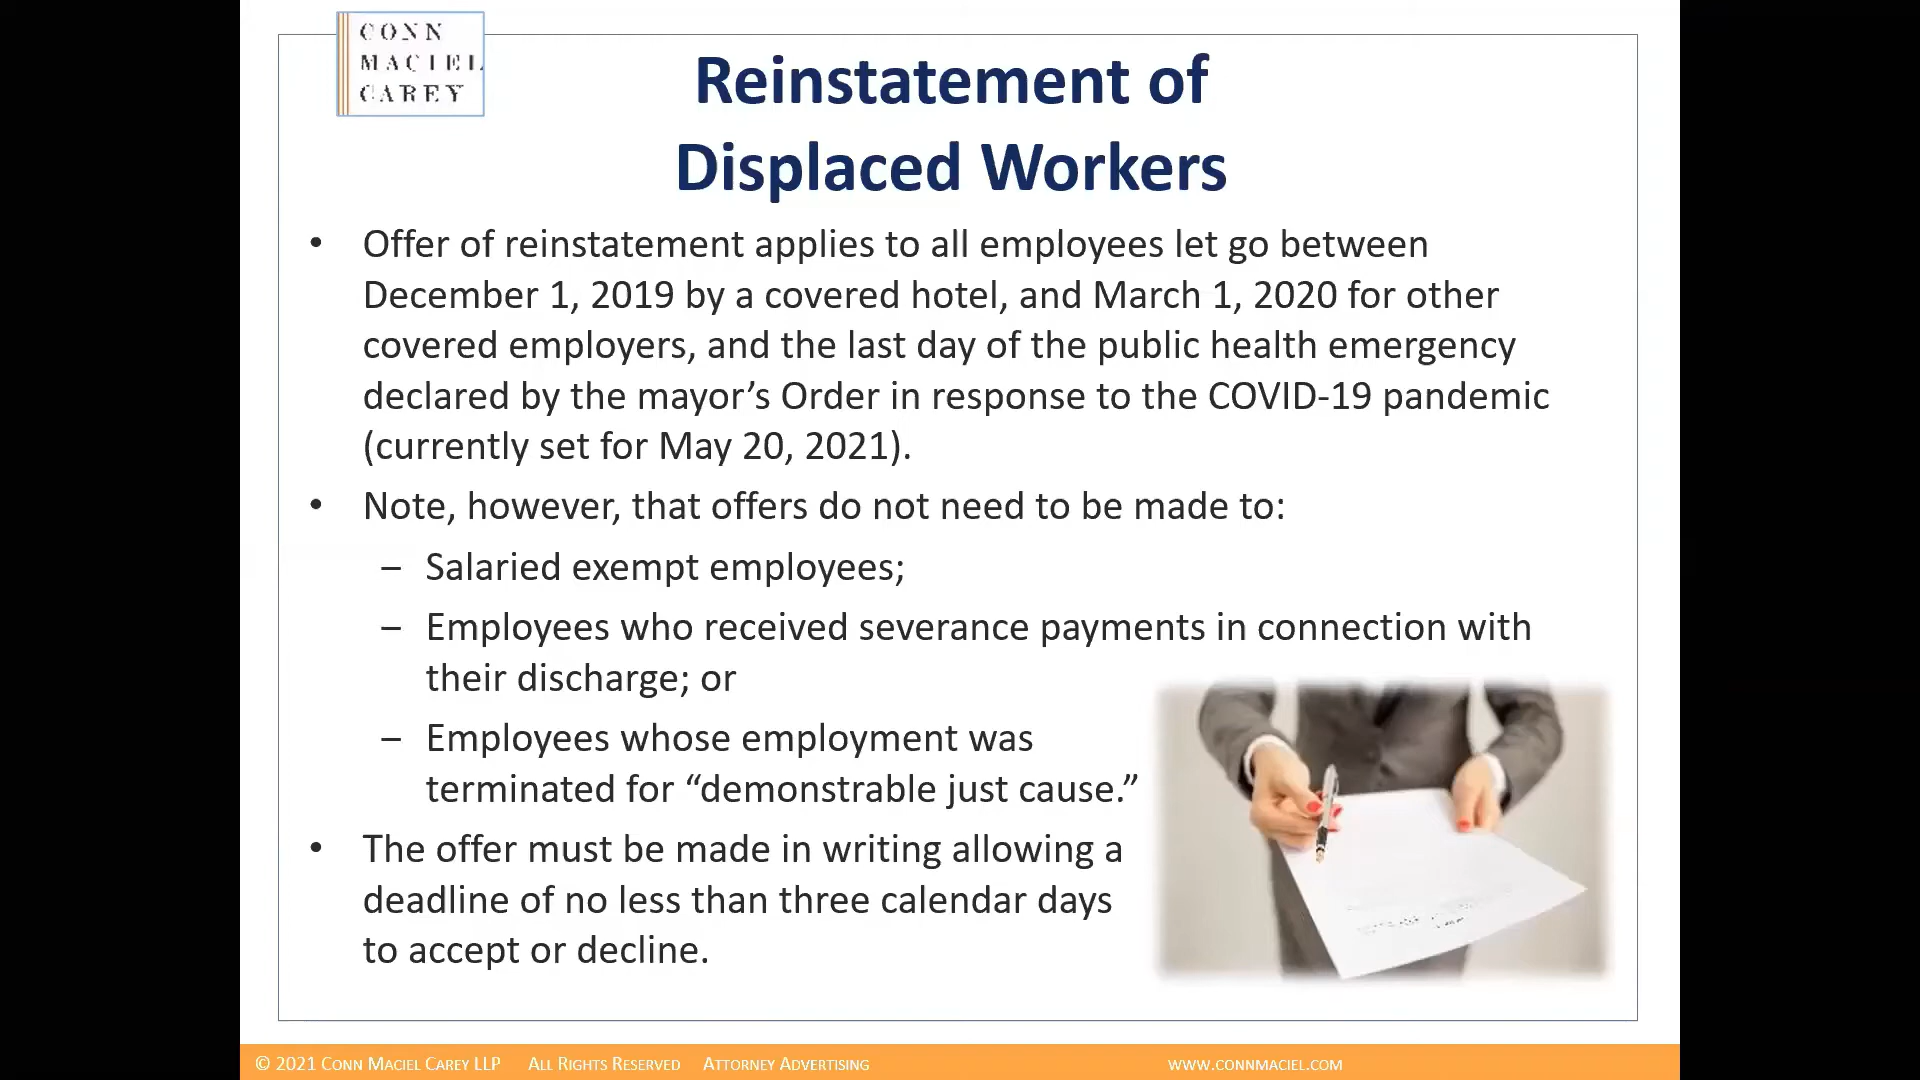 CONN
MACIEL
CAREY
Reinstatement of
Displaced Workers
• Offer of reinstatement applies to all employees let go between
December 1, 2019 by a covered hotel, and March 1, 2020 for other
covered employers, and the last day of the public health emergency
declared by the mayor’s Order in response to the COVID-19 pandemic
(currently set for May 20, 2021).
• Note, however, that offers do not need to be made to:
– Salaried exempt employees;
– Employees who received severance payments in connection with
their discharge; or
– Employees whose employment was
terminated for “demonstrable just cause.”
• The offer must be made in writing allowing a
deadline of no less than three calendar days
to accept or decline.
© 2021 CONN MACIEL CAREY LLP ALL RIGHTS RESERVED ATTORNEY ADVERTISING WWW.CONNMACIEL.COM